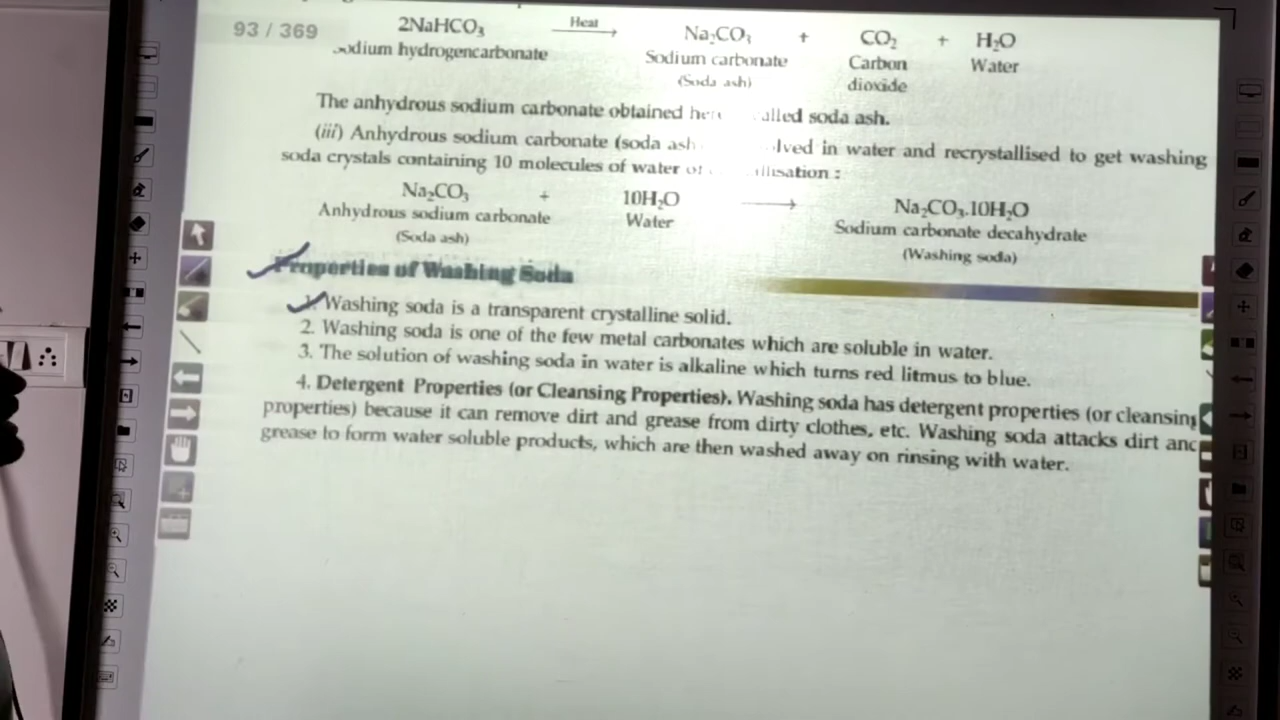 93 / 369
2NaHCO₃ Heat → Na₂CO₃ + CO₂ + H₂O
hydrogencarbonate Sodium carbonate Carbon Water
(Soda ash) dioxide
The anhydrous sodium carbonate obtained soda ash.
(iii) Anhydrous sodium carbonate (soda ash in water and recrystallised to get washing
soda crystals containing 10 molecules of water :
Na₂CO₃ + 10H₂O → Na₂CO₃.10H₂O
Anhydrous sodium carbonate Water Sodium carbonate decahydrate
(Soda ash) (Washing soda)
Properties of Washing Soda
1. Washing soda is a transparent crystalline solid.
2. Washing soda is one of the few metal carbonates which are soluble in water.
3. The solution of washing soda in water is alkaline which turns red litmus to blue.
4. Detergent Properties (or Cleansing Properties). Washing soda has detergent properties (or cleansing
properties) because it can remove dirt and grease from dirty clothes, etc. Washing soda attacks dirt and
grease to form water soluble products, which are then washed away on rinsing with water.